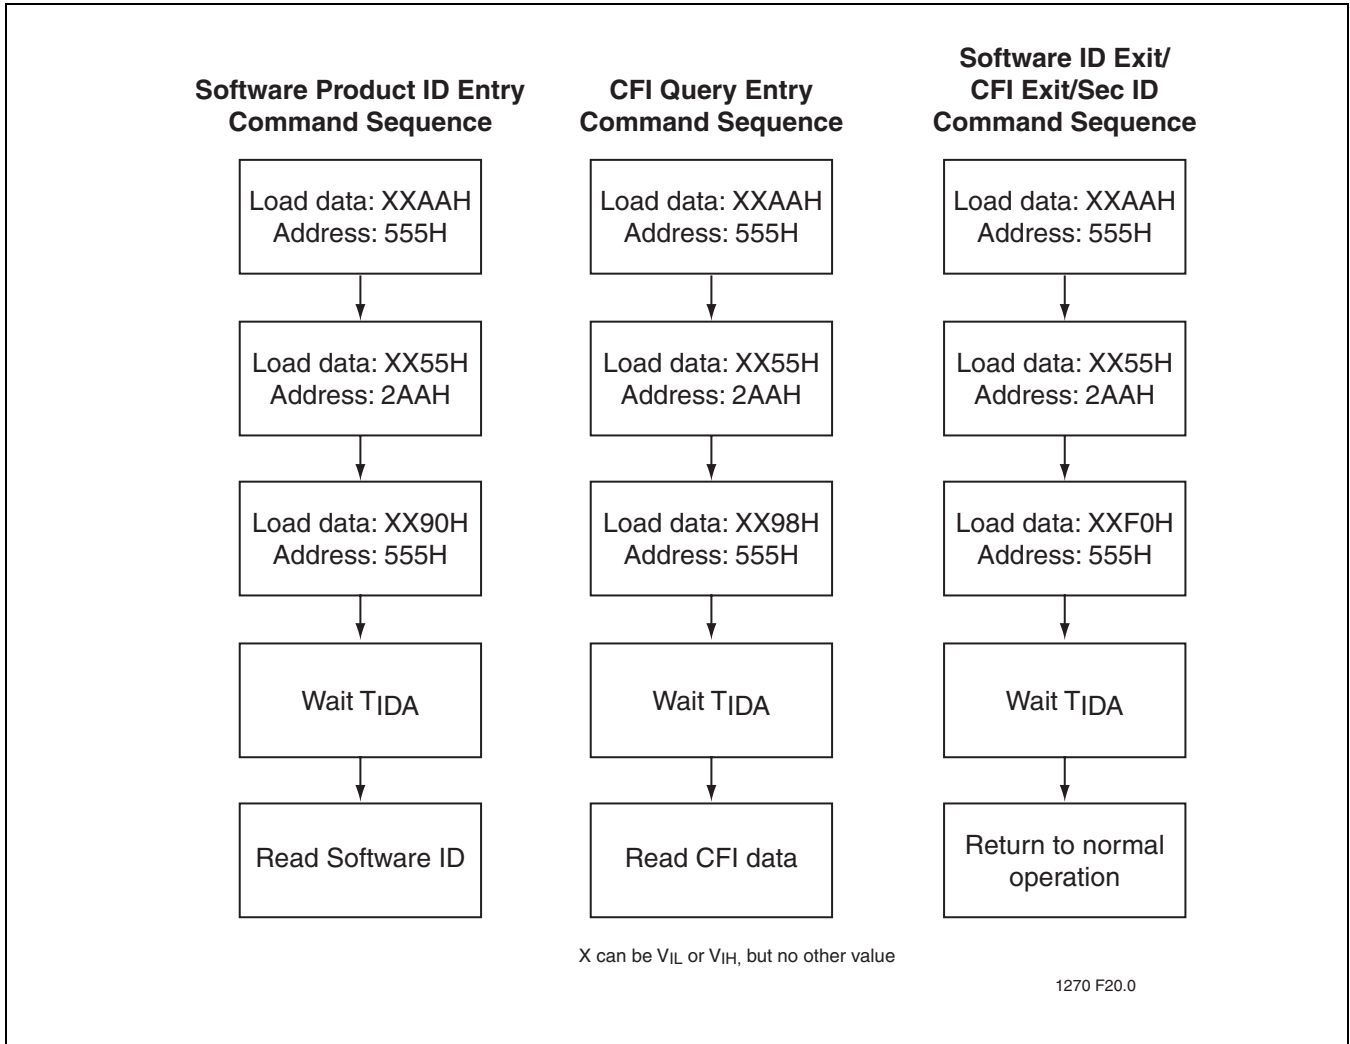 Software Product ID Entry
Command Sequence
Load data: XXAAH
Address: 555H
Load data: XX55H
Address: 2AAH
Load data: XX90H
Address: 555H
Wait TIDA
Read Software ID
CFI Query Entry
Command Sequence
Load data: XXAAH
Address: 555H
Load data: XX55H
Address: 2AAH
Load data: XX98H
Address: 555H
Wait TIDA
Read CFI data
Software ID Exit/
CFI Exit/Sec ID
Command Sequence
Load data: XXAAH
Address: 555H
Load data: XX55H
Address: 2AAH
Load data: XXF0H
Address: 555H
Wait TIDA
Return to normal
operation
X can be VIL or VIH, but no other value
1270 F20.0